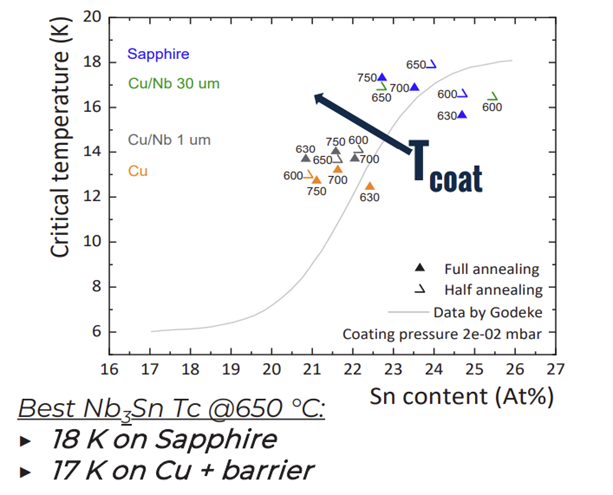 Critical temperature (K)
20
18
16
14
12
10
8
6
Sapphire
Cu/Nb 30 um
Cu/Nb 1 um
Cu
650
750
700
650
600
600
630
630
750
600
650
700
600
750
700
630
Tcoat
Full annealing
Half annealing
Data by Godeke
Coating pressure 2e-02 mbar
16 17 18 19 20 21 22 23 24 25 26 27
Sn content (At%)
Best Nb3Sn Tc @650 °C:
► 18 K on Sapphire
► 17 K on Cu + barrier